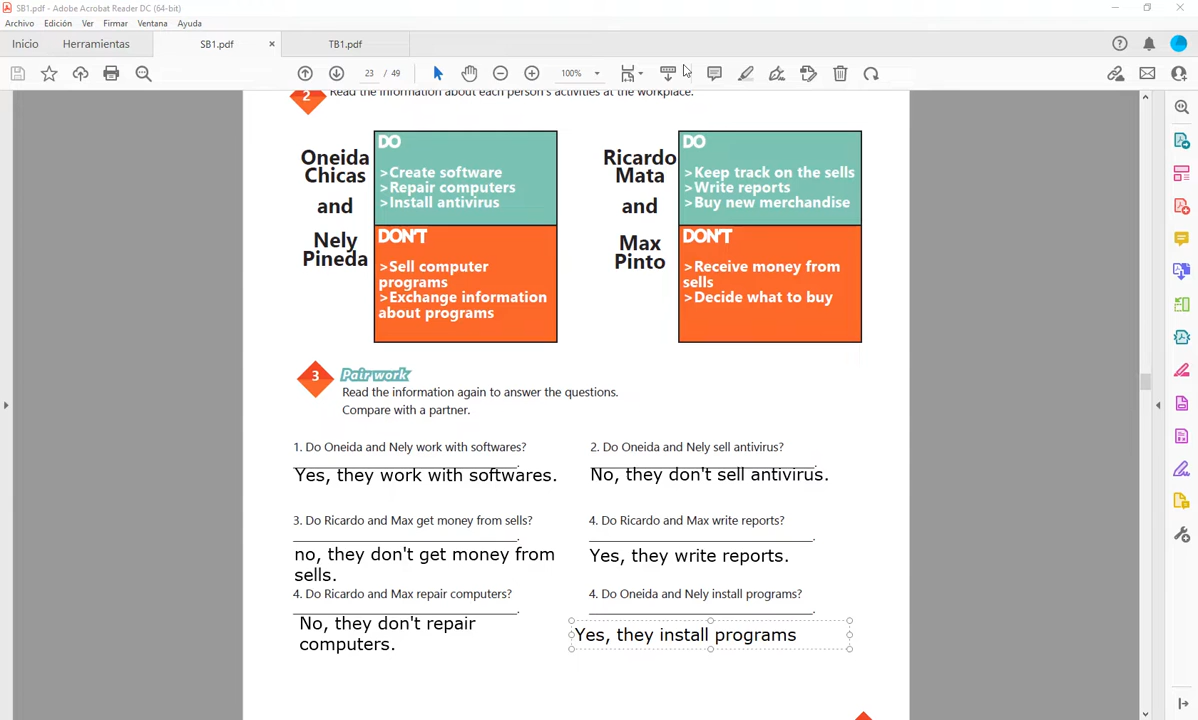 SB1.pdf - Adobe Acrobat Reader DC (64-bit)
Archivo Edición Ver Firmar Ventana Ayuda
Inicio Herramientas SB1.pdf × TB1.pdf
23 / 49 100%
2 Read the information about each person's activities at the workplace.
Oneida
Chicas
and
Nely
Pineda
DO
>Create software
>Repair computers
>Install antivirus
DON'T
>Sell computer
programs
>Exchange information
about programs
Ricardo
Mata
and
Max
Pinto
DO
>Keep track on the sells
>Write reports
>Buy new merchandise
DON'T
>Receive money from
sells
>Decide what to buy
3 Pair work
Read the information again to answer the questions.
Compare with a partner.
1. Do Oneida and Nely work with softwares?
Yes, they work with softwares.
2. Do Oneida and Nely sell antivirus?
No, they don't sell antivirus.
3. Do Ricardo and Max get money from sells?
no, they don't get money from
sells.
4. Do Ricardo and Max write reports?
Yes, they write reports.
4. Do Ricardo and Max repair computers?
No, they don't repair
computers.
4. Do Oneida and Nely install programs?
Yes, they install programs